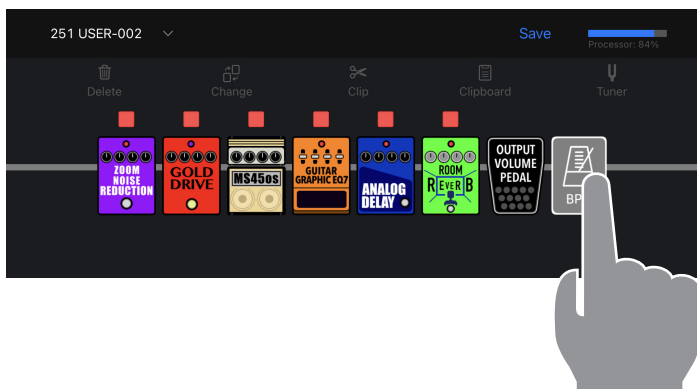 251 USER-002
Save
Processor: 84%
Delete
Change
Clip
Clipboard
Tuner
ZOOM
NOISE
REDUCTION
GOLD
DRIVE
MS45os
GUITAR
GRAPHIC EQ7
ANALOG
DELAY
ROOM
REVERB
OUTPUT
VOLUME
PEDAL